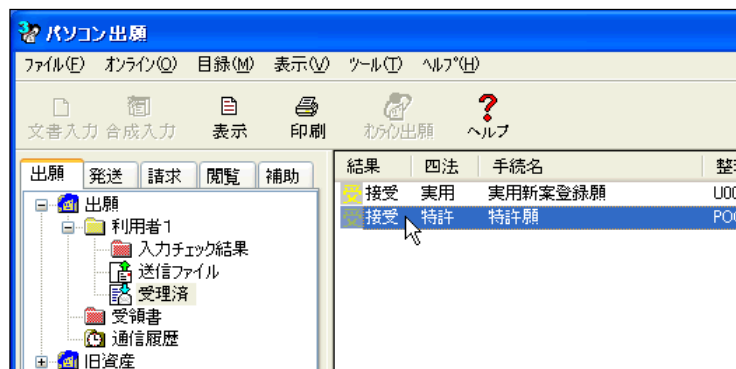 パソコン出願
ファイル(F) オンライン(O) 目録(M) 表示(V) ツール(T) ヘルプ(H)
文書入力 合成入力 表示 印刷 オンライン出願 ヘルプ
出願 発送 請求 閲覧 補助
結果 四法 手続名 整理
受 接受 実用 実用新案登録願 U00
受 接受 特許 特許願 P00
出願
利用者1
入力チェック結果
送信ファイル
受理済
受領書
通信履歴
旧資産